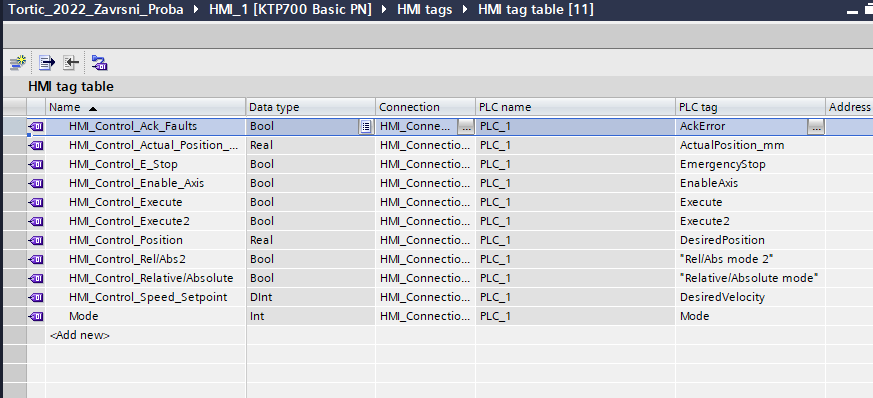 Tortic_2022_Zavrsni_Proba HMI_1 [KTP700 Basic PN] HMI tags HMI tag table [11]
HMI tag table
Name Data type Connection PLC name PLC tag Address
HMI_Control_Ack_Faults Bool HMI_Conne... ... PLC_1 AckError ...
HMI_Control_Actual_Position_... Real HMI_Connectio... PLC_1 ActualPosition_mm
HMI_Control_E_Stop Bool HMI_Connectio... PLC_1 EmergencyStop
HMI_Control_Enable_Axis Bool HMI_Connectio... PLC_1 EnableAxis
HMI_Control_Execute Bool HMI_Connectio... PLC_1 Execute
HMI_Control_Execute2 Bool HMI_Connectio... PLC_1 Execute2
HMI_Control_Position Real HMI_Connectio... PLC_1 DesiredPosition
HMI_Control_Rel/Abs2 Bool HMI_Connectio... PLC_1 "Rel/Abs mode 2"
HMI_Control_Relative/Absolute Bool HMI_Connectio... PLC_1 "Relative/Absolute mode"
HMI_Control_Speed_Setpoint DInt HMI_Connectio... PLC_1 DesiredVelocity
Mode Int HMI_Connectio... PLC_1 Mode
<Add new>